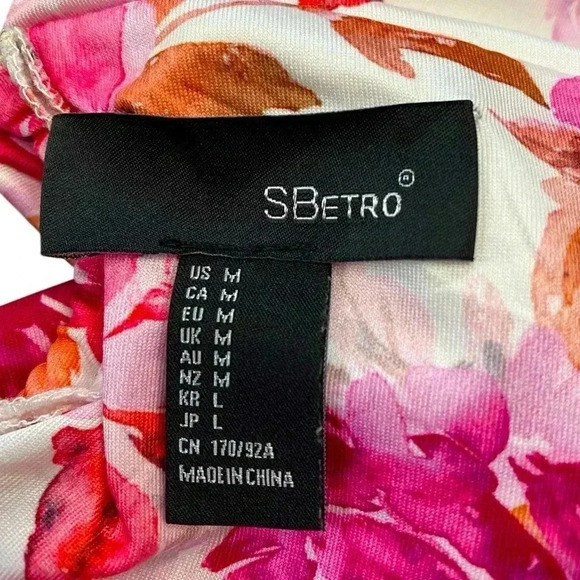 SBETRO®
US M
CA M
EU M
UK M
AU M
NZ M
KR L
JP L
CN 170/92A
MADE IN CHINA